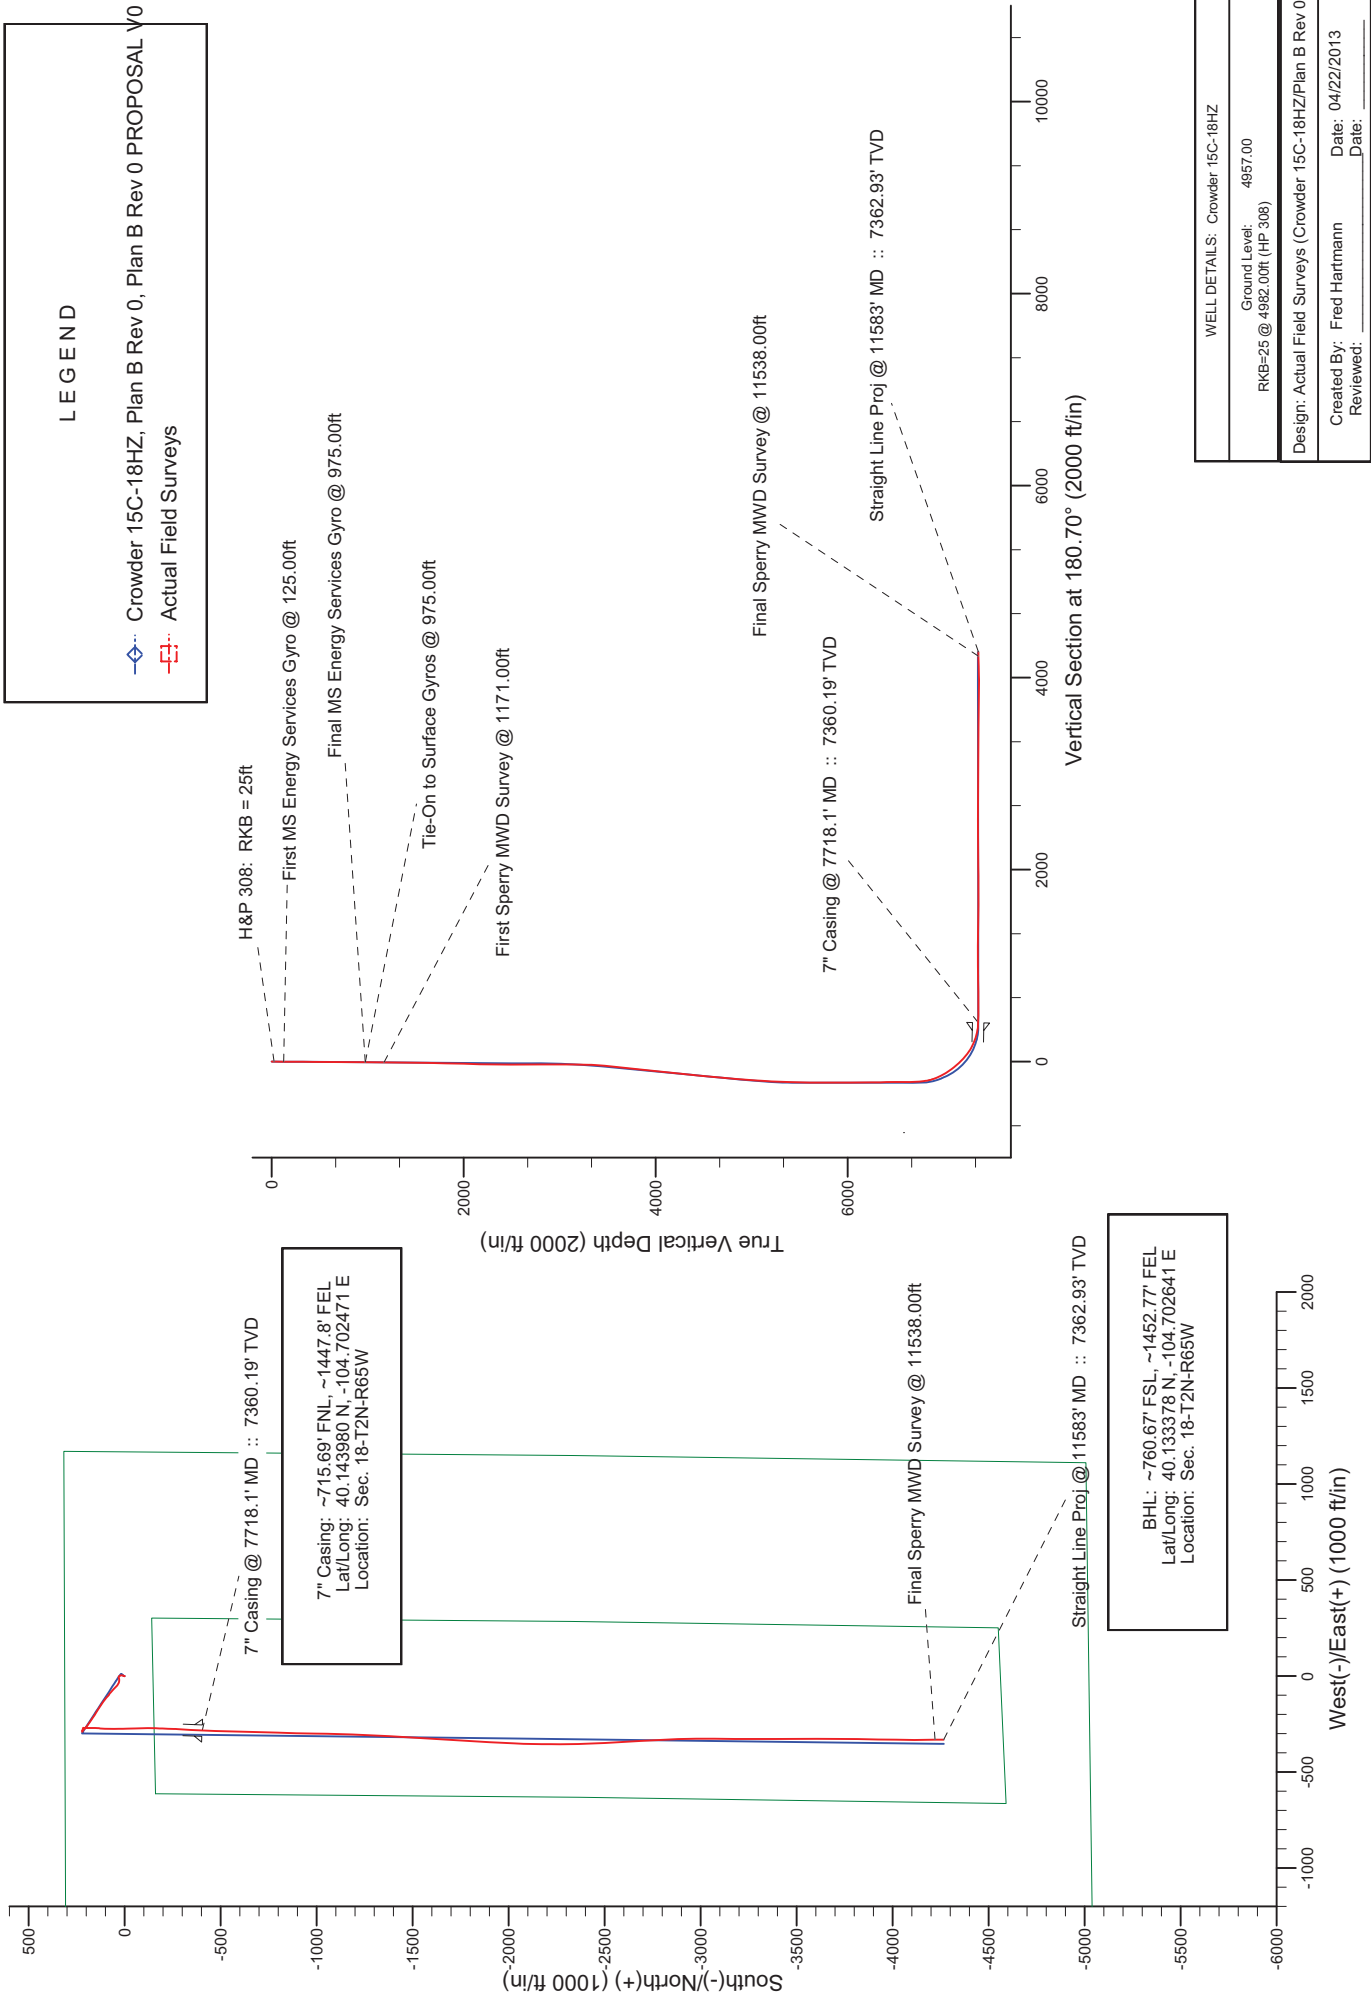 L E G E N D
Crowder 15C-18HZ, Plan B Rev 0, Plan B Rev 0 PROPOSAL V0
Actual Field Surveys
H&P 308: RKB = 25ft
First MS Energy Services Gyro @ 125.00ft
Final MS Energy Services Gyro @ 975.00ft
Tie-On to Surface Gyros @ 975.00ft
First Sperry MWD Survey @ 1171.00ft
7" Casing @ 7718.1' MD :: 7360.19' TVD
Final Sperry MWD Survey @ 11538.00ft
Straight Line Proj @ 11583' MD :: 7362.93' TVD
0
2000
4000
6000
True Vertical Depth (2000 ft/in)
0
2000
4000
6000
8000
10000
Vertical Section at 180.70° (2000 ft/in)
WELL DETAILS: Crowder 15C-18HZ
Ground Level: 4957.00
RKB=25 @ 4982.00ft (HP 308)
Design: Actual Field Surveys (Crowder 15C-18HZ/Plan B Rev 0
Created By: Fred Hartmann Date: 04/22/2013
Reviewed: Date:
500
0
-500
-1000
-1500
-2000
-2500
-3000
-3500
-4000
-4500
-5000
-5500
-6000
South(-)/North(+) (1000 ft/in)
7" Casing @ 7718.1' MD :: 7360.19' TVD
7" Casing: ~715.69' FNL, ~1447.8' FEL
Lat/Long: 40.143980 N, -104.702471 E
Location: Sec. 18-T2N-R65W
Final Sperry MWD Survey @ 11538.00ft
Straight Line Proj @ 11583' MD :: 7362.93' TVD
BHL: ~760.67' FSL, ~1452.77' FEL
Lat/Long: 40.133378 N, -104.702641 E
Location: Sec. 18-T2N-R65W
-1000
-500
0
500
1000
1500
2000
West(-)/East(+) (1000 ft/in)